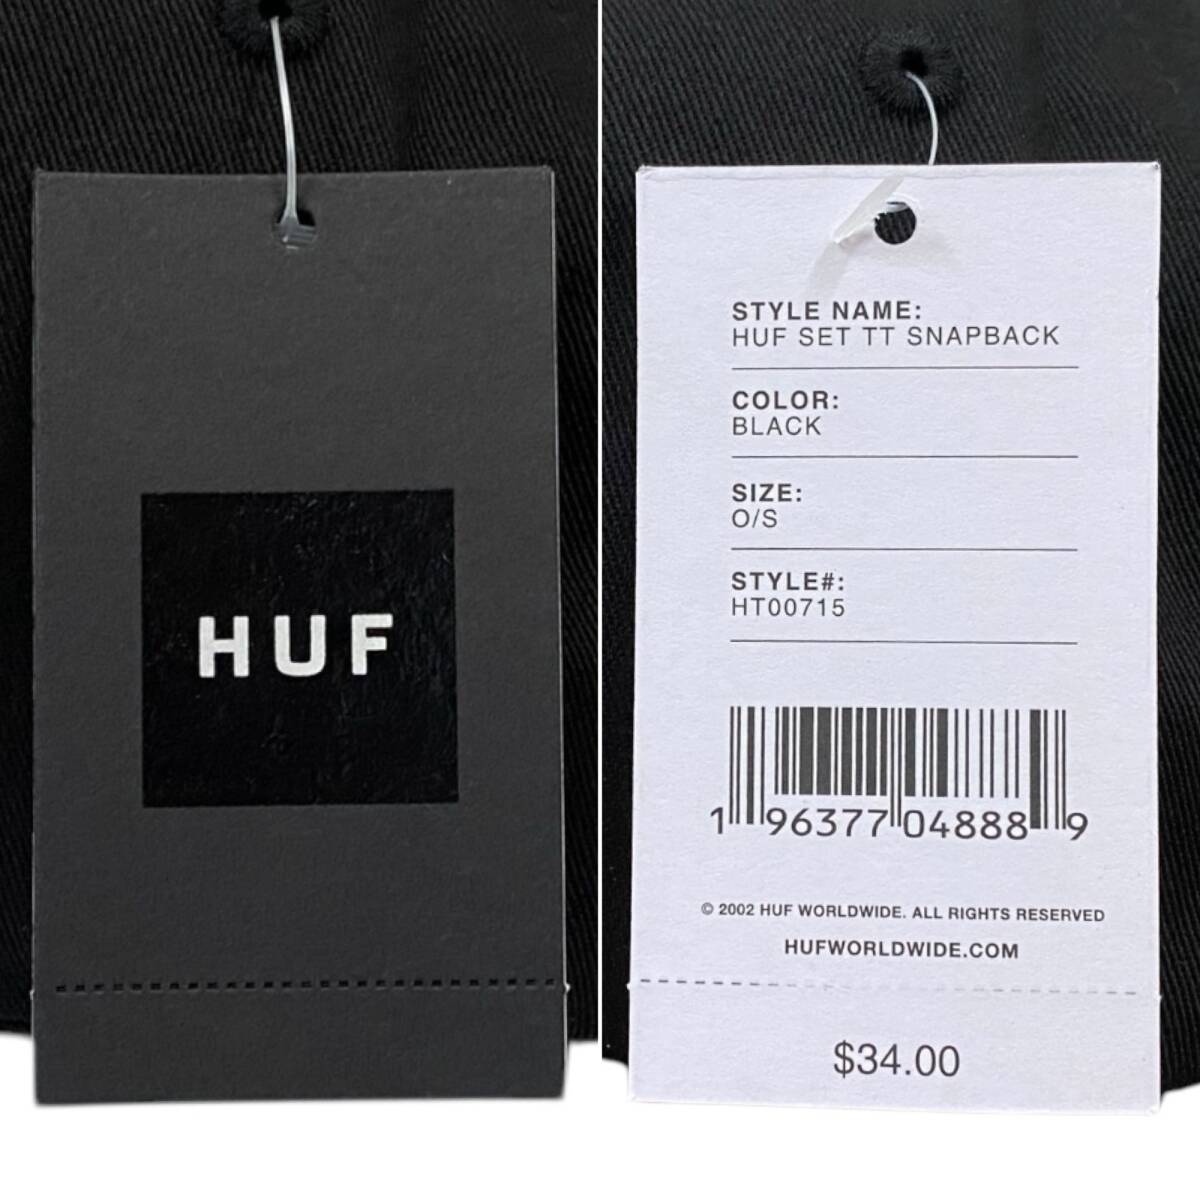 HUF
STYLE NAME:
HUF SET TT SNAPBACK
COLOR:
BLACK
SIZE:
O/S
STYLE#:
HT00715
1 96377 04888 9
© 2002 HUF WORLDWIDE. ALL RIGHTS RESERVED
HUFWORLDWIDE.COM
$34.00